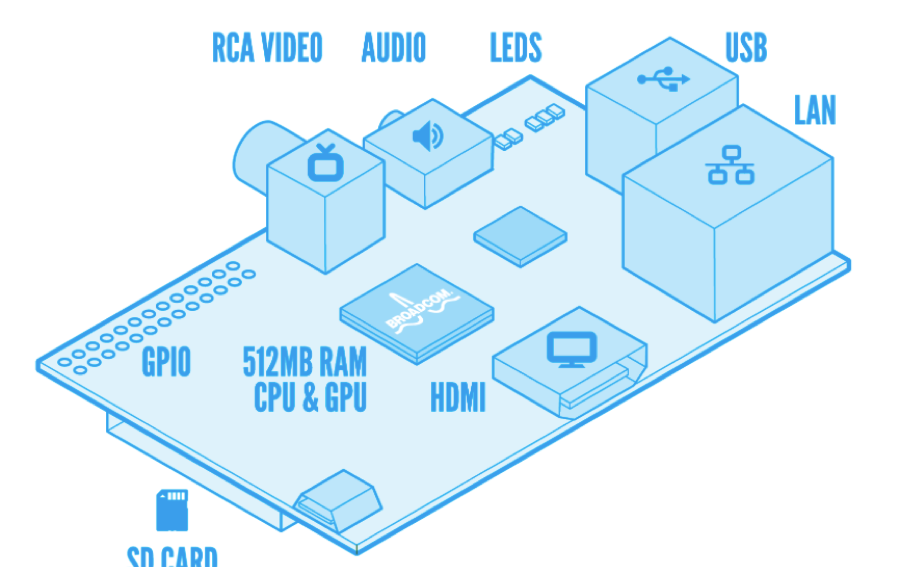 RCA VIDEO
AUDIO
LEDS
USB
LAN
BROADCOM
GPIO
512MB RAM
CPU & GPU
HDMI
SD CARD